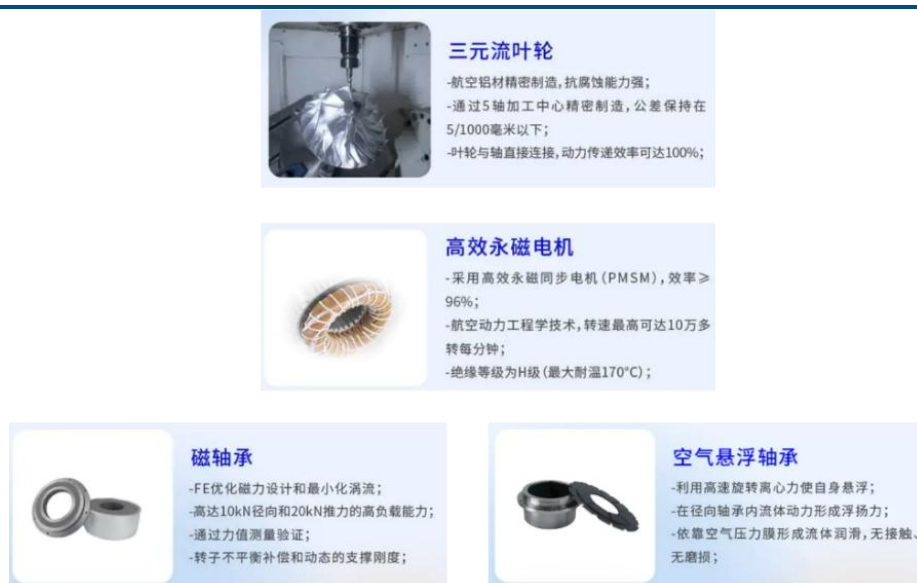 三元流叶轮
-航空铝材精密制造,抗腐蚀能力强;
-通过5轴加工中心精密制造,公差保持在
5/1000毫米以下;
-叶轮与轴直接连接,动力传递效率可达100%;
高效永磁电机
-采用高效永磁同步电机(PMSM),效率≥
96%;
-航空动力工程学技术,转速最高可达10万多
转每分钟;
-绝缘等级为H级(最大耐温170°C);
磁轴承
-FE优化磁力设计和最小化涡流;
-高达10kN径向和20kN推力的高负载能力;
-通过力值测量验证;
-转子不平衡补偿和动态的支撑刚度;
空气悬浮轴承
-利用高速旋转离心力使自身悬浮;
-在径向轴承内流体动力形成浮扬力;
-依靠空气压力膜形成流体润滑,无接触、
无磨损;